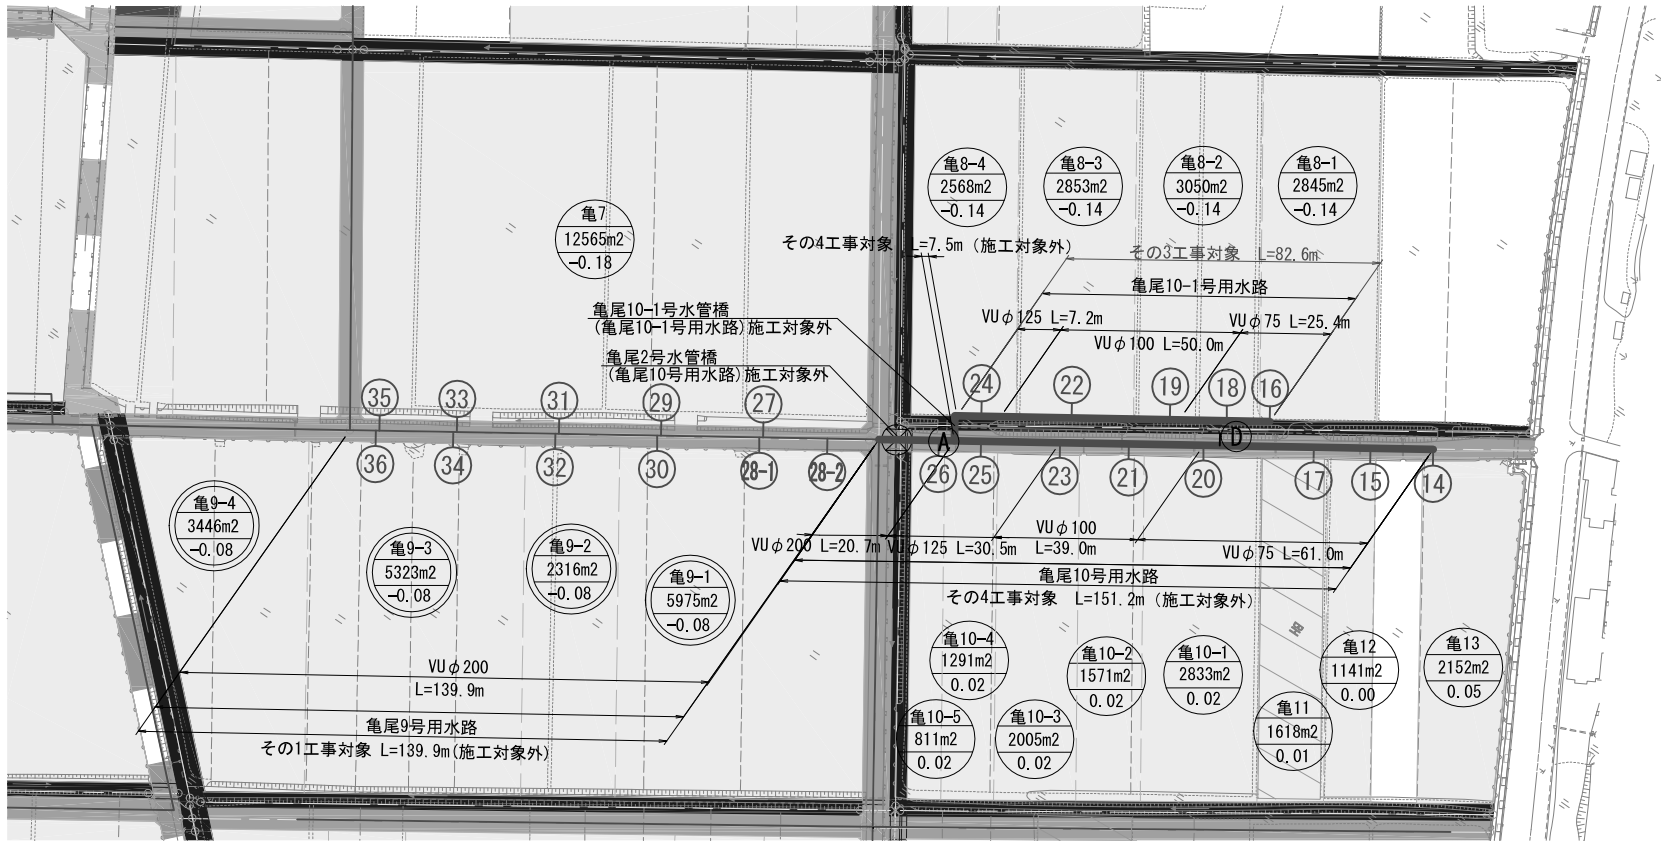 亀8-4
2568m2
-0.14
亀8-3
2853m2
-0.14
亀8-2
3050m2
-0.14
亀8-1
2845m2
-0.14
亀7
12565m2
-0.18
その4工事対象 L=7.5m (施工対象外)
その3工事対象 L=82.6m
亀尾10-1号用水路
亀尾10-1号水管橋
(亀尾10-1号用水路)施工対象外
VUφ125 L=7.2m
VUφ75 L=25.4m
VUφ100 L=50.0m
亀尾2号水管橋
(亀尾10号用水路)施工対象外
35
33
31
29
27
24
22
19
18
16
A
D
36
34
32
30
28-1
28-2
26
25
23
21
20
17
15
14
亀9-4
3446m2
-0.08
亀9-3
5323m2
-0.08
亀9-2
2316m2
-0.08
亀9-1
5975m2
-0.08
VUφ100
VUφ200 L=20.7m
VUφ125 L=30.5m
L=39.0m
VUφ75 L=61.0m
亀尾10号用水路
その4工事対象 L=151.2m (施工対象外)
VUφ200
L=139.9m
亀尾9号用水路
その1工事対象 L=139.9m(施工対象外)
亀10-4
1291m2
0.02
亀10-2
1571m2
0.02
亀10-1
2833m2
0.02
亀12
1141m2
0.00
亀13
2152m2
0.05
亀10-5
811m2
0.02
亀10-3
2005m2
0.02
亀11
1618m2
0.01